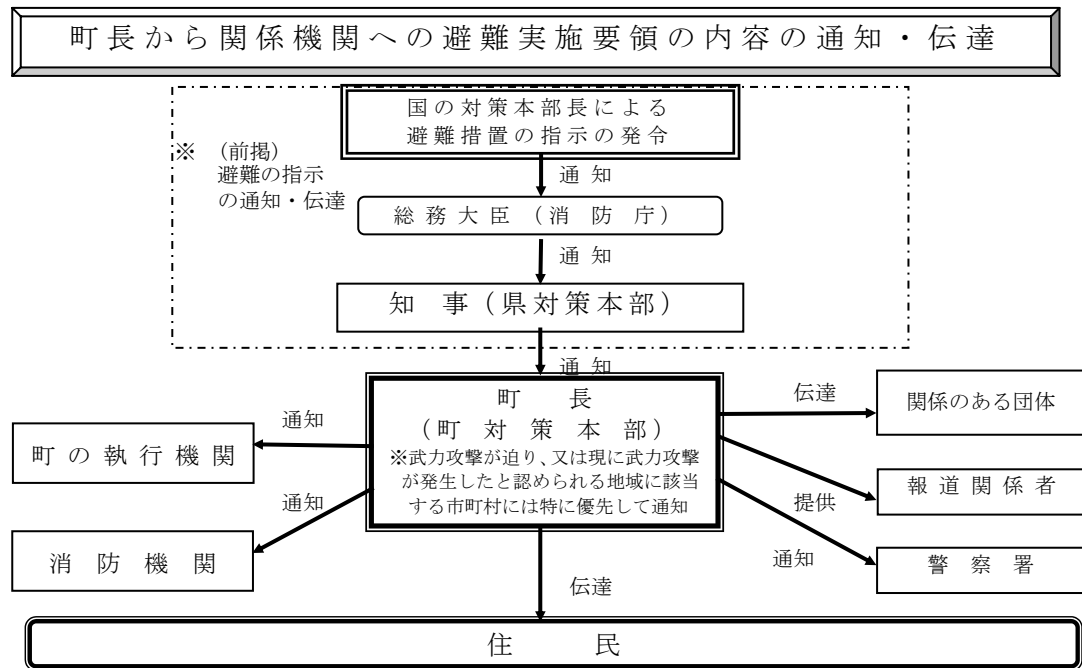 町長から関係機関への避難実施要領の内容の通知・伝達
国の対策本部長による
避難措置の指示の発令
※ (前掲)
避難の指示
の通知・伝達
通知
総務大臣(消防庁)
通知
知事(県対策本部)
通知
町長
(町対策本部)
※武力攻撃が迫り、又は現に武力攻撃
が発生したと認められる地域に該当
する市町村には特に優先して通知
通知
町の執行機関
通知
消防機関
伝達
関係のある団体
報道関係者
提供
通知
警察署
伝達
住民